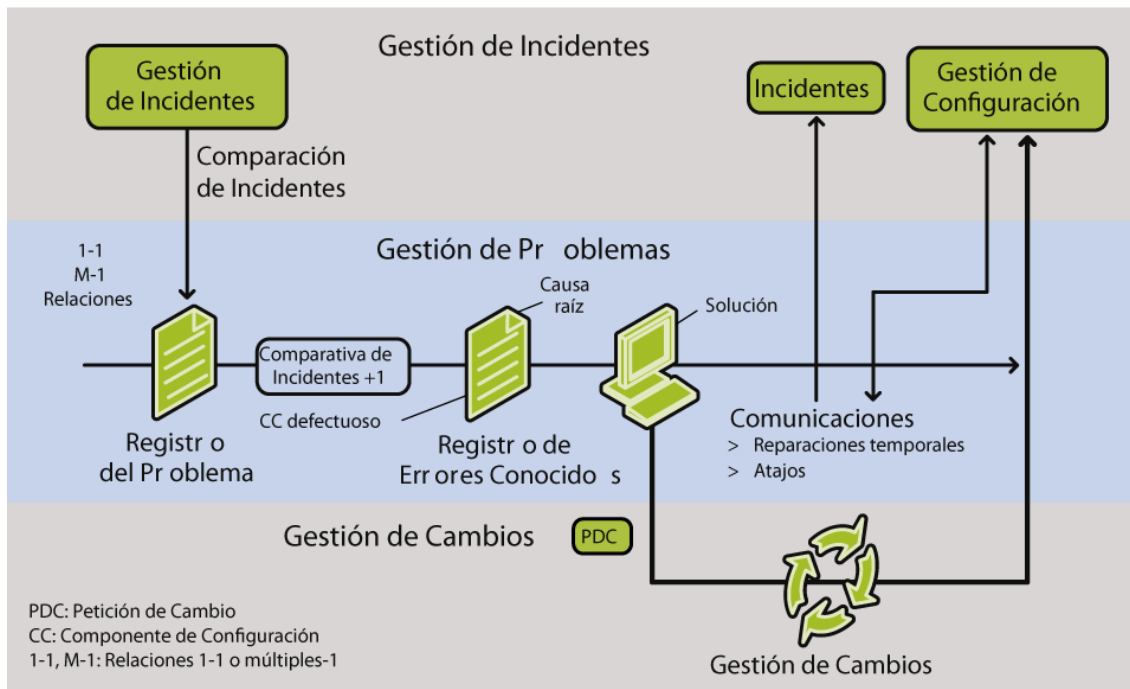 Gestión de Incidentes
Gestión
de Incidentes
Incidentes
Gestión de
Configuración
Comparación
de Incidentes
Gestión de Pr oblemas
1-1
M-1
Relaciones
Causa
raíz
Solución
Comparativa de
Incidentes +1
CC defectuoso
Registr o
del Pr oblema
Registr o de
Err ores Conocido s
Comunicaciones
> Reparaciones temporales
> Atajos
Gestión de Cambios
PDC
PDC: Petición de Cambio
CC: Componente de Configuración
1-1, M-1: Relaciones 1-1 o múltiples-1
Gestión de Cambios